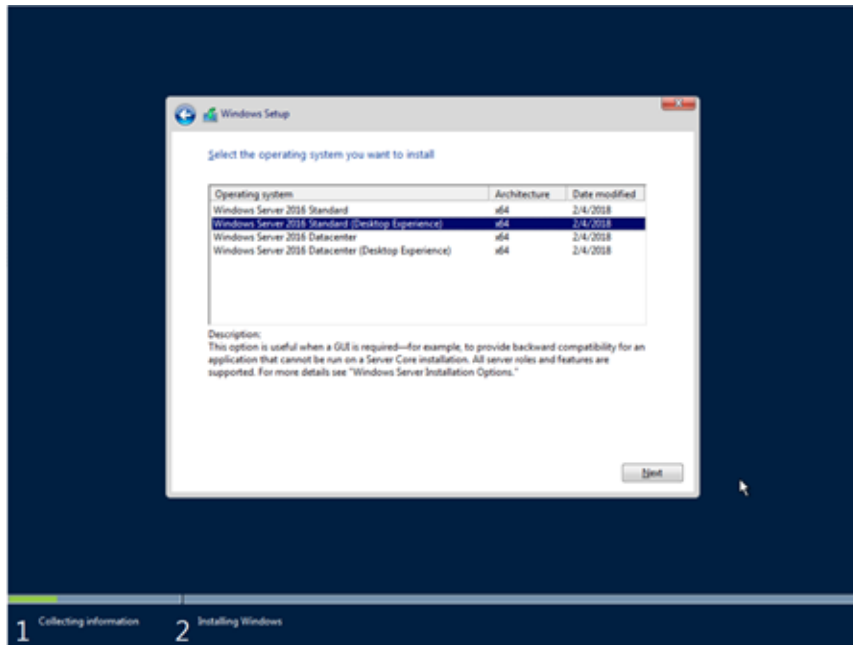 Windows Setup
Select the operating system you want to install
Operating system Architecture Date modified
Windows Server 2016 Standard x64 2/4/2018
Windows Server 2016 Standard (Desktop Experience) x64 2/4/2018
Windows Server 2016 Datacenter x64 2/4/2018
Windows Server 2016 Datacenter (Desktop Experience) x64 2/4/2018
Description:
This option is useful when a GUI is required—for example, to provide backward compatibility for an
application that cannot be run on a Server Core installation. All server roles and features are
supported. For more details see "Windows Server Installation Options."
Next
1 Collecting information 2 Installing Windows